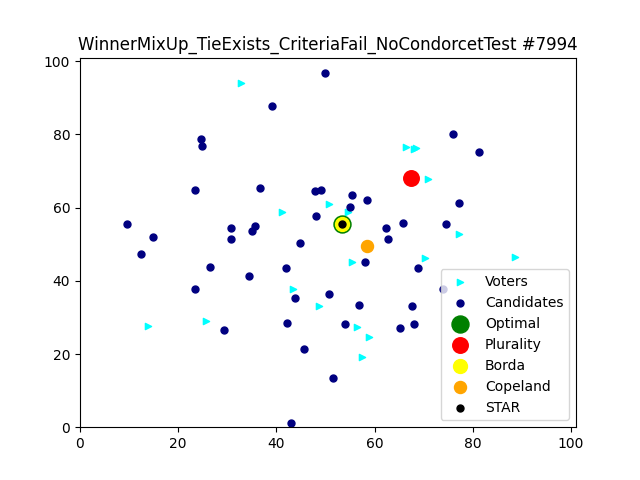 WinnerMixUp_TieExists_CriteriaFail_NoCondorcetTest #7994
100
80
60
40
20
0
0 20 40 60 80 100
Voters
Candidates
Optimal
Plurality
Borda
Copeland
STAR